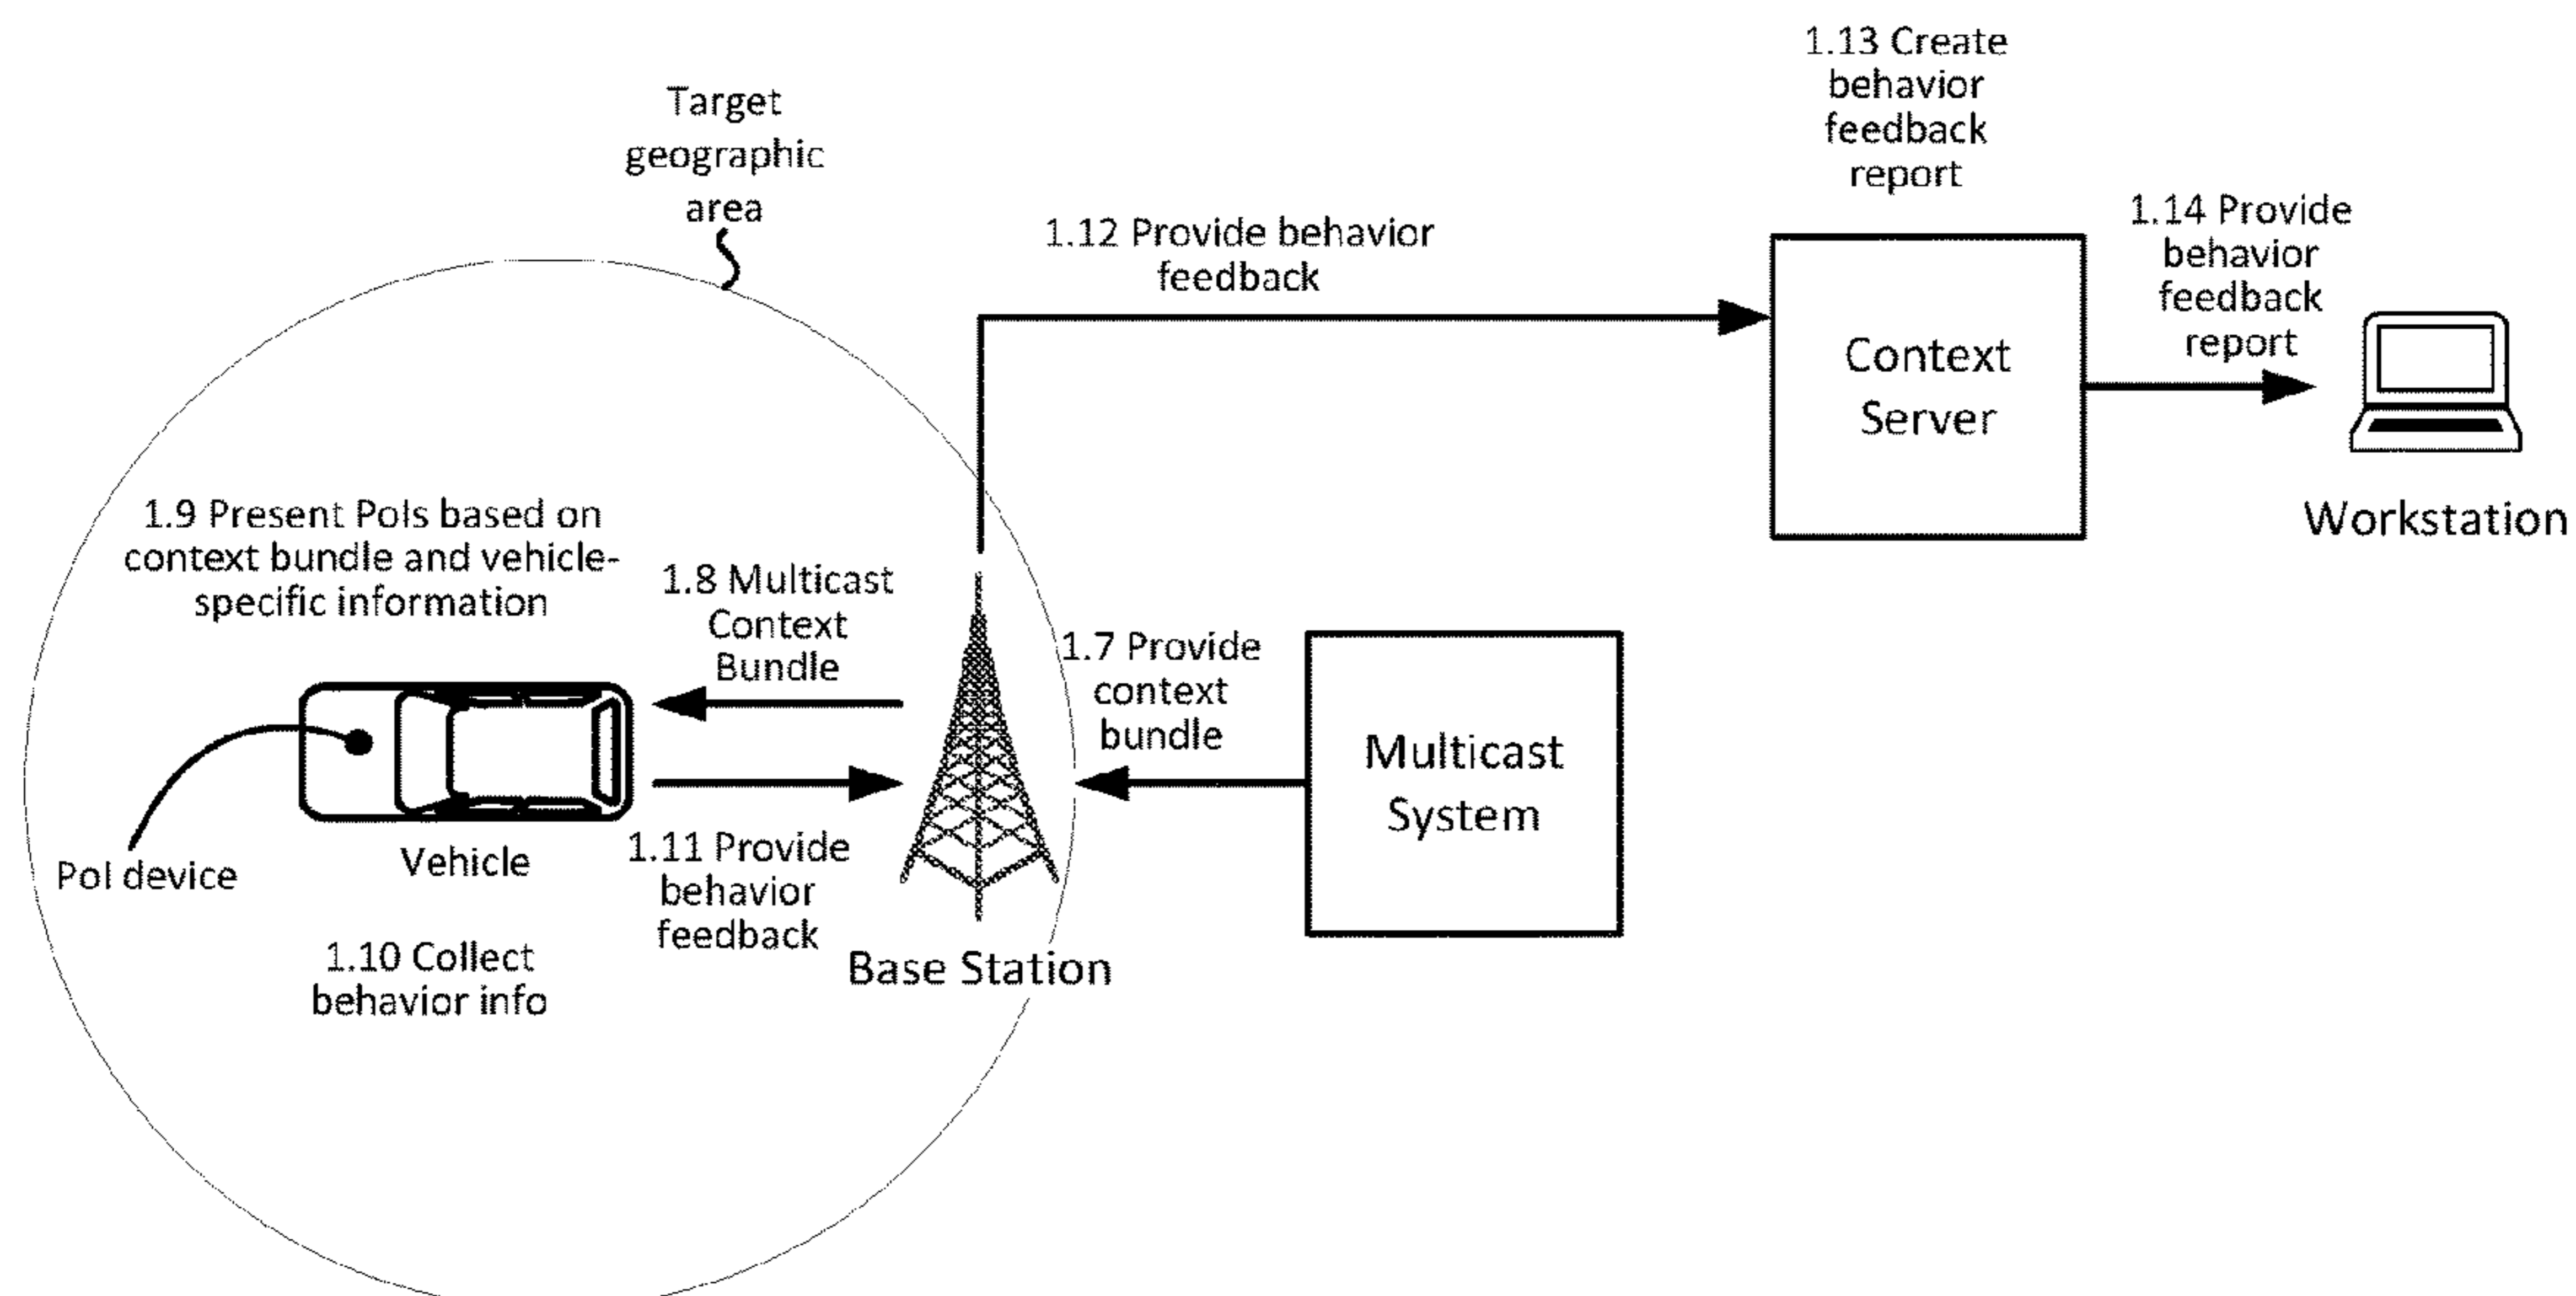 1.13 Create
behavior
feedback
report
Target
geographic
area
1.14 Provide
behavior
feedback
report
1.12 Provide behavior
feedback
Context
Server
Workstation
1.9 Present PoIs based on
context bundle and vehicle-
specific information
1.8 Multicast
Context
Bundle
1.7 Provide
context
bundle
Multicast
System
PoI device
Vehicle
1.11 Provide
behavior
feedback
Base Station
1.10 Collect
behavior info